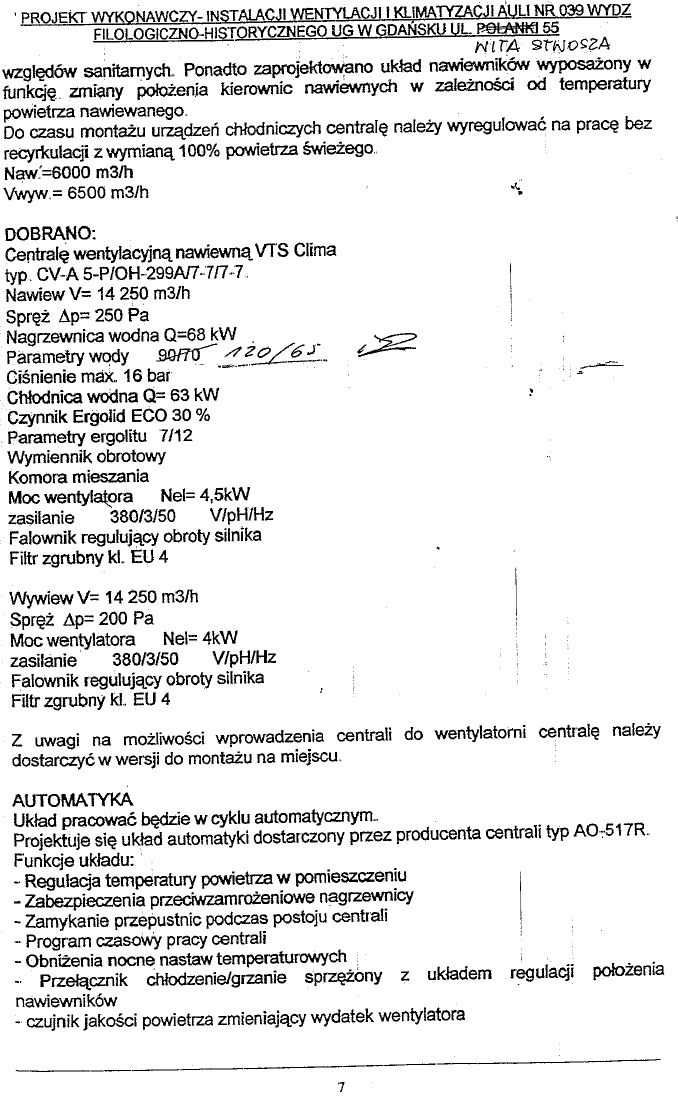 PROJEKT WYKONAWCZY- INSTALACJI WENTYLACJI I KLIMATYZACJI AULI NR 039 WYDZ
FILOLOGICZNO-HISTORYCZNEGO UG W GDAŃSKU UL. POLANKI 55
WITA STWOSZA
względów sanitarnych. Ponadto zaprojektowano układ nawiewników wyposażony w
funkcję zmiany położenia kierownic nawiewnych w zależności od temperatury
powietrza nawiewanego.
Do czasu montażu urządzeń chłodniczych centralę należy wyregulować na pracę bez
recyrkulacji z wymianą 100% powietrza świeżego.
Naw.=6000 m3/h
Vwyw.= 6500 m3/h
DOBRANO:
Centralę wentylacyjną nawiewną VTS Clima
typ. CV-A 5-P/OH-299A/7-7/7-7.
Nawiew V= 14 250 m3/h
Spręż Δp= 250 Pa
Nagrzewnica wodna Q=68 kW
Parametry wody 90/70 120/65
Ciśnienie max. 16 bar
Chłodnica wodna Q= 63 kW
Czynnik Ergolid ECO 30 %
Parametry ergolitu 7/12
Wymiennik obrotowy
Komora mieszania
Moc wentylatora Nel= 4,5kW
zasilanie 380/3/50 V/pH/Hz
Falownik regulujący obroty silnika
Filtr zgrubny kl. EU 4
Wywiew V= 14 250 m3/h
Spręż Δp= 200 Pa
Moc wentylatora Nel= 4kW
zasilanie 380/3/50 V/pH/Hz
Falownik regulujący obroty silnika
Filtr zgrubny kl. EU 4
Z uwagi na możliwości wprowadzenia centrali do wentylatorni centralę należy
dostarczyć w wersji do montażu na miejscu.
AUTOMATYKA
Układ pracować będzie w cyklu automatycznym.
Projektuje się układ automatyki dostarczony przez producenta centrali typ AO-517R.
Funkcje układu:
- Regulacja temperatury powietrza w pomieszczeniu
- Zabezpieczenia przeciwzamrożeniowe nagrzewnicy
- Zamykanie przepustnic podczas postoju centrali
- Program czasowy pracy centrali
- Obniżenia nocne nastaw temperaturowych
- Przełącznik chłodzenie/grzanie sprzężony z układem regulacji położenia
nawiewników
- czujnik jakości powietrza zmieniający wydatek wentylatora
7